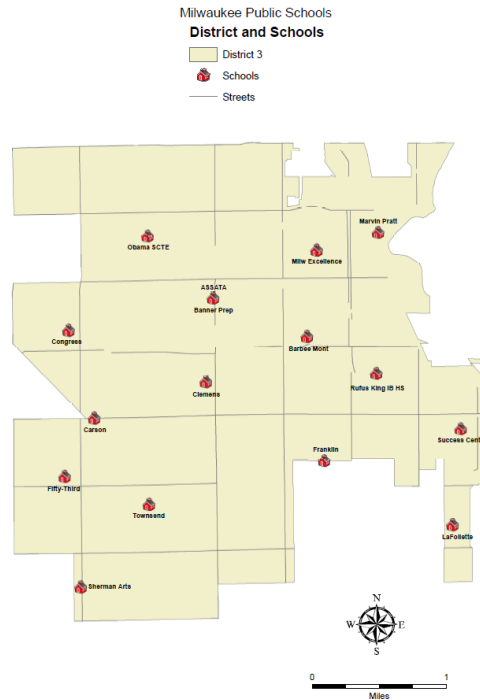 Milwaukee Public Schools
District and Schools
District 3
Schools
Streets
Marvin Pratt
Obama SCTE
Milw Excellence
ASSATA
Banner Prep
Congress
Barbee Mont
Clemens
Rufus King IB HS
Carson
Success Cent
Franklin
Fifty-Third
Townsend
LaFollette
Sherman Arts
N
W
E
S
0
1
Miles